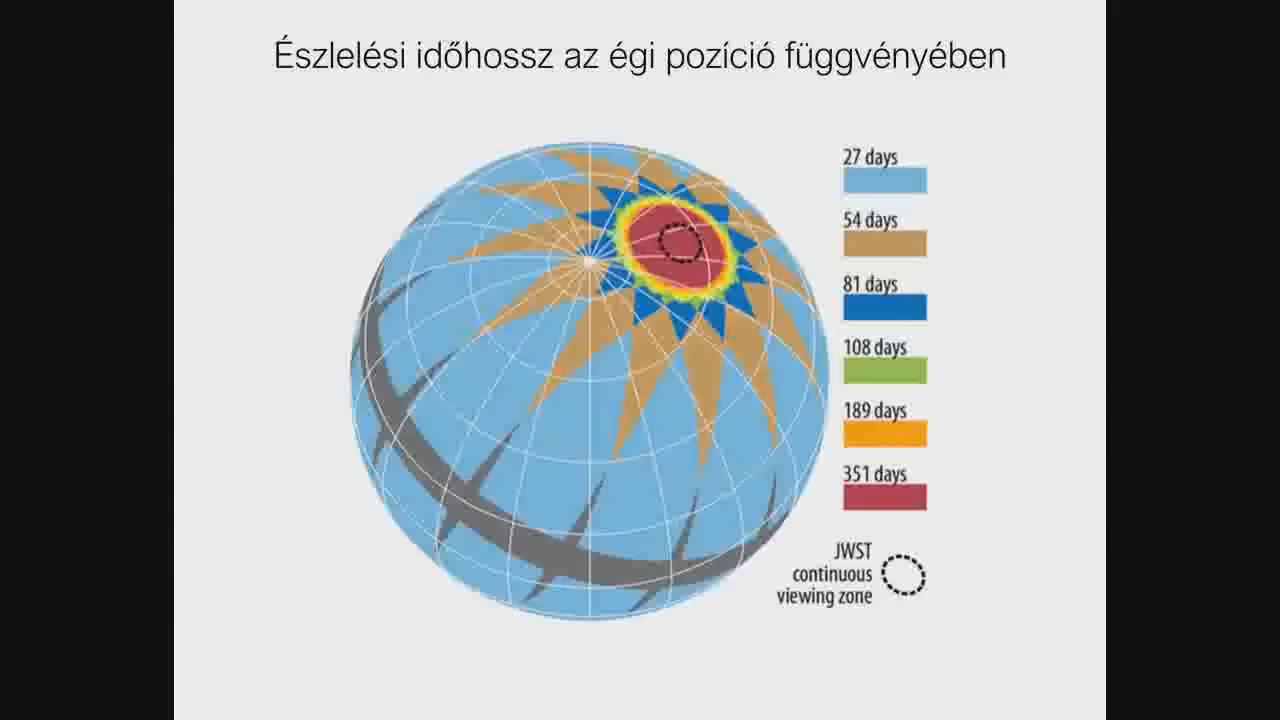 Észlelési időhossz az égi pozíció függvényében
27 days
54 days
81 days
108 days
189 days
351 days
JWST
continuous
viewing zone